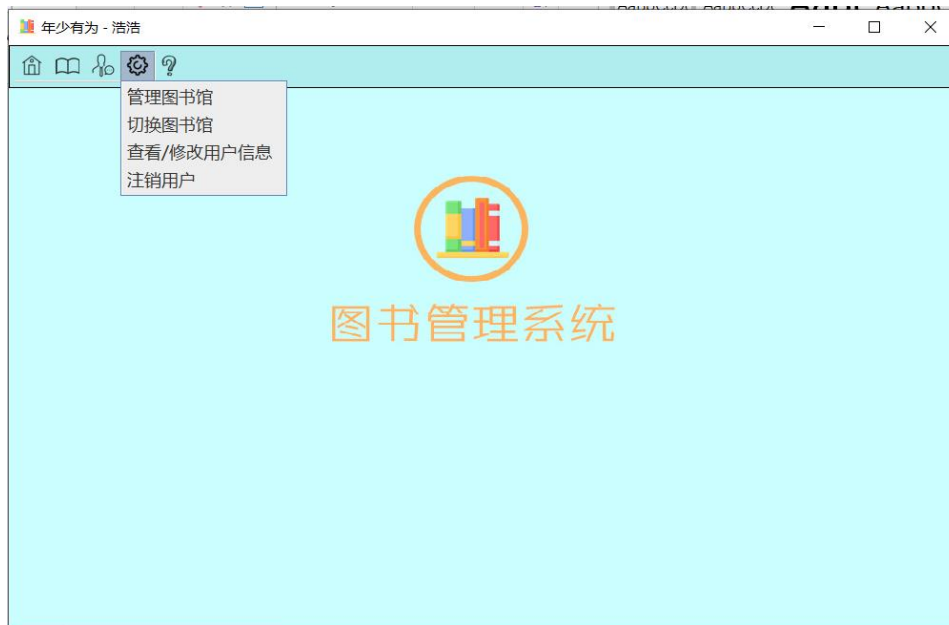 年少有为 - 浩浩
管理图书馆
切换图书馆
查看/修改用户信息
注销用户
图书管理系统